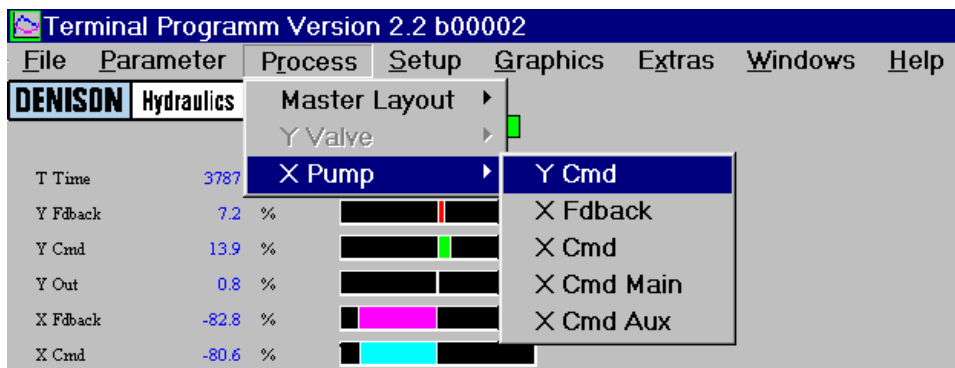 Terminal Programm Version 2.2 b00002
File Parameter Process Setup Graphics Extras Windows Help
DENISON Hydraulics
Master Layout
Y Valve
X Pump
Y Cmd
X Fdback
X Cmd
X Cmd Main
X Cmd Aux
T Time 3787
Y Fdback 7.2 %
Y Cmd 13.9 %
Y Out 0.8 %
X Fdback -82.8 %
X Cmd -80.6 %